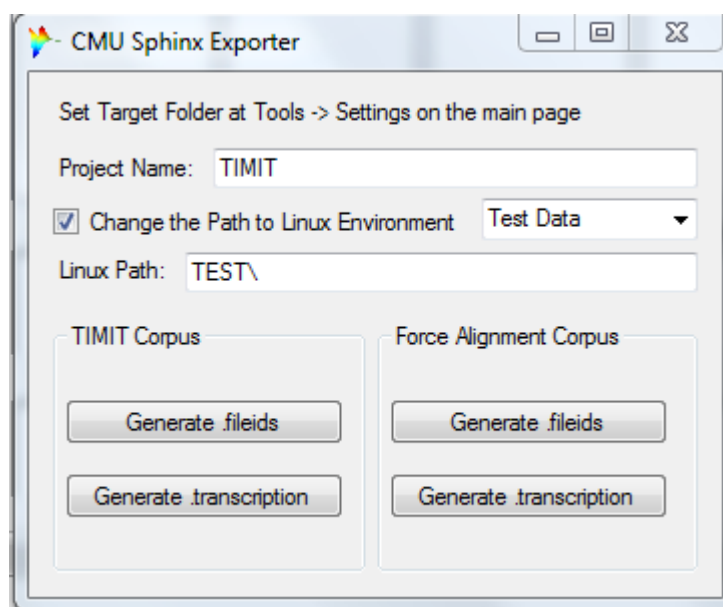 CMU Sphinx Exporter
Set Target Folder at Tools -> Settings on the main page
Project Name: TIMIT
Change the Path to Linux Environment Test Data
Linux Path: TEST\
TIMIT Corpus Force Alignment Corpus
Generate .fileids Generate .fileids
Generate .transcription Generate .transcription